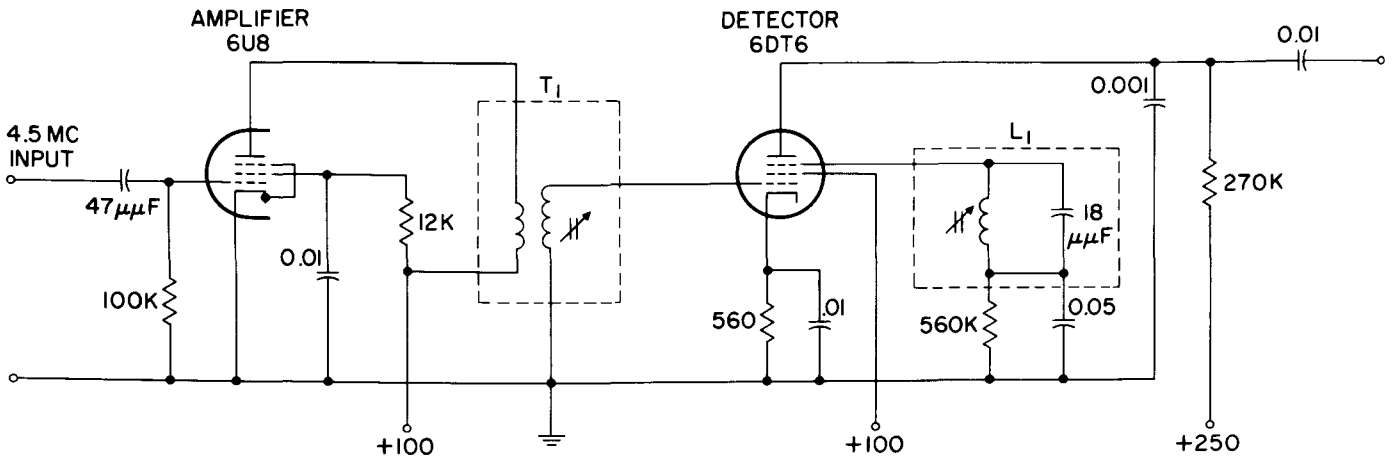 AMPLIFIER
6U8
DETECTOR
6DT6
0.01
T1
0.001
4.5 MC
INPUT
L1
47μμF
12K
270K
18
μμF
0.01
100K
560
.01
560K
0.05
+100
+100
+250